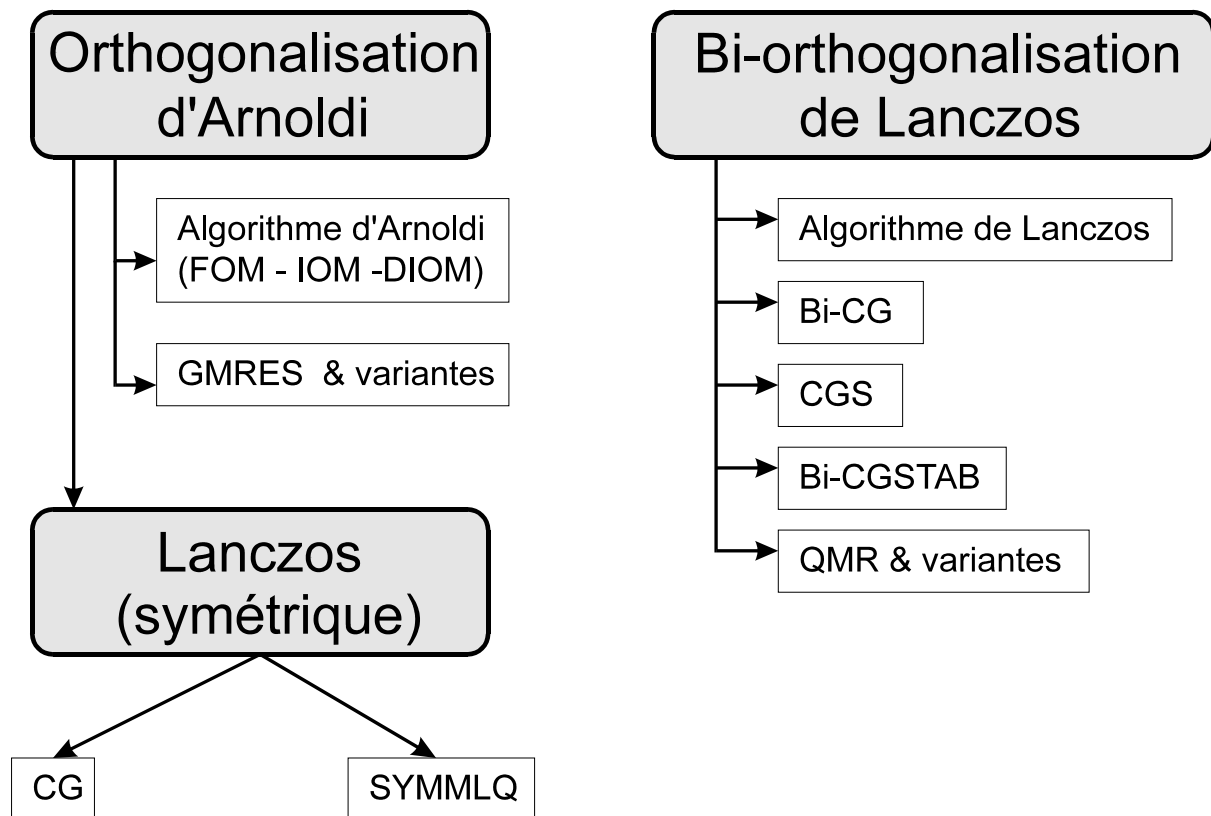 Orthogonalisation
d'Arnoldi
Algorithme d'Arnoldi
(FOM - IOM -DIOM)
GMRES & variantes
Lanczos
(symétrique)
CG
SYMMLQ
Bi-orthogonalisation
de Lanczos
Algorithme de Lanczos
Bi-CG
CGS
Bi-CGSTAB
QMR & variantes